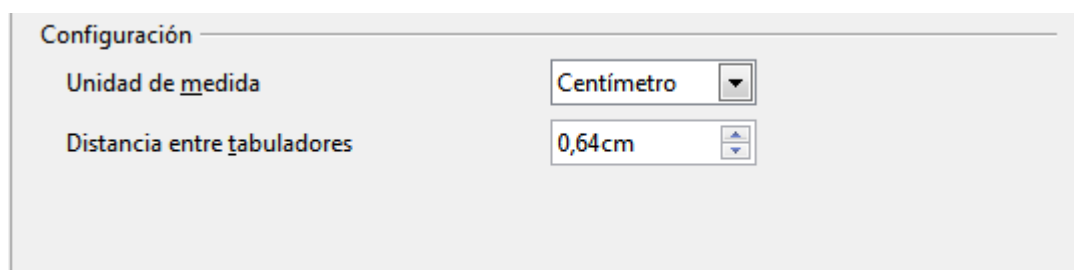 Configuración
Unidad de medida Centímetro
Distancia entre tabuladores 0,64cm